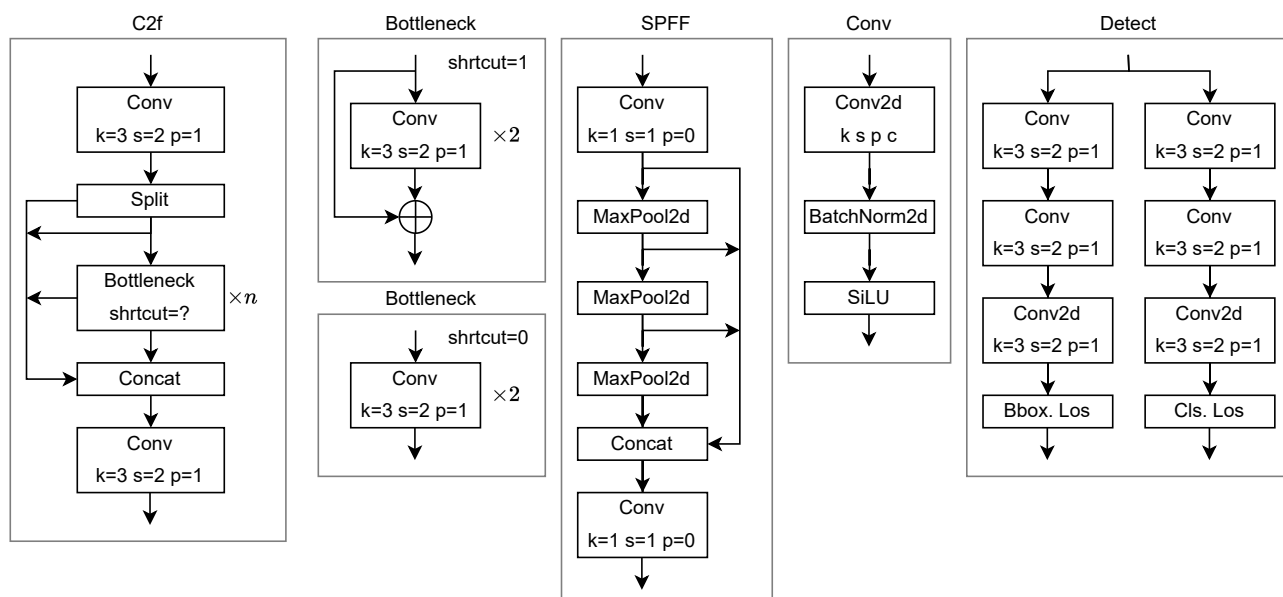 C2f
Conv
k=3 s=2 p=1
Split
Bottleneck
shrtcut=?
×n
Concat
Conv
k=3 s=2 p=1
Bottleneck
shrtcut=1
Conv
k=3 s=2 p=1
×2
Bottleneck
shrtcut=0
Conv
k=3 s=2 p=1
×2
SPFF
Conv
k=1 s=1 p=0
MaxPool2d
MaxPool2d
MaxPool2d
Concat
Conv
k=1 s=1 p=0
Conv
Conv2d
k s p c
BatchNorm2d
SiLU
Detect
Conv
k=3 s=2 p=1
Conv
k=3 s=2 p=1
Conv2d
k=3 s=2 p=1
Bbox. Los
Conv
k=3 s=2 p=1
Conv
k=3 s=2 p=1
Conv2d
k=3 s=2 p=1
Cls. Los